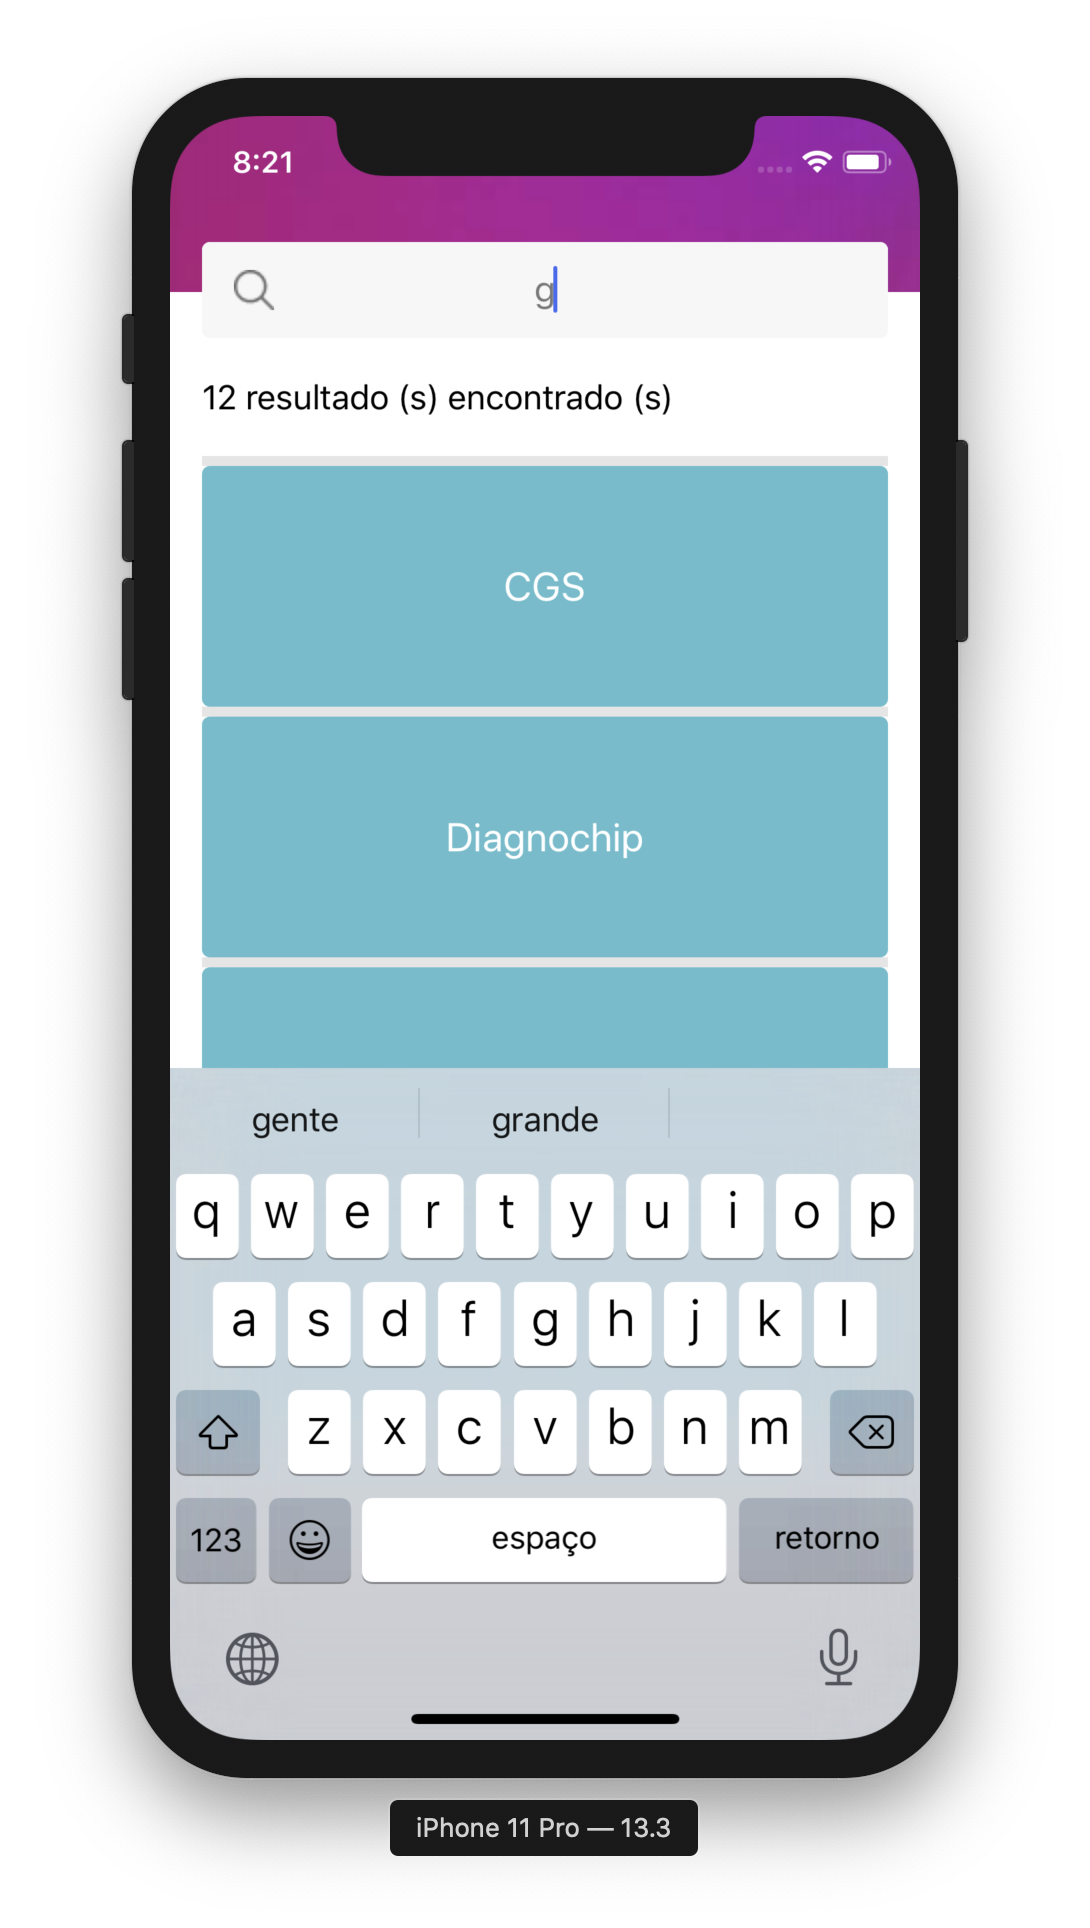 8:21
g
12 resultado (s) encontrado (s)
CGS
Diagnochip
gente grande
q w e r t y u i o p
a s d f g h j k l
z x c v b n m
123 espaço retorno
iPhone 11 Pro — 13.3